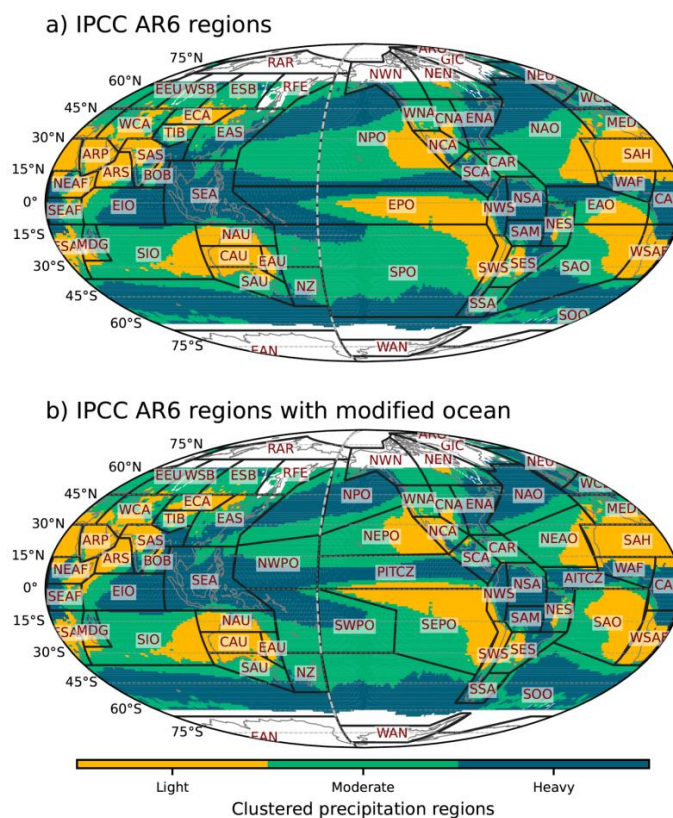 a) IPCC AR6 regions
75°N RAR GIC
60°N NWN NEN NEU
EEU WSB ESB RFE
45°N ECA WNA CNA ENA NAO MED
WCA TIB EAS NPO
30°N NCA SAH
ARP SAS CAR
15°N ARS BOB SCA WAF
NEAF SEA NSA
0° SEAF EIO EPO NWS EAO
NES
15°S MDG NAU SAM
SIO CAU SPO WSAF
30°S EAU SWS SES SAO
SAU NZ
45°S SSA
60°S SOO
75°S WAN
b) IPCC AR6 regions with modified ocean
75°N RAR GIC
60°N NWN NEN NEU
EEU WSB ESB RFE
45°N ECA NPO WNA CNA ENA NAO
WCA TIB EAS MED
30°N NEPO NCA
ARP SAS NEAO SAH
15°N ARS BOB NWPO SCA CAR
NEAF SEA PITCZ NSA AITCZ WAF
0° SEAF EIO NWS
NES
15°S MDG NAU SWPO SEPO SAM SAO
SIO CAU WSAF
30°S EAU SWS SES
SAU NZ
45°S SSA SOO
60°S
75°S WAN
Light Moderate Heavy
Clustered precipitation regions